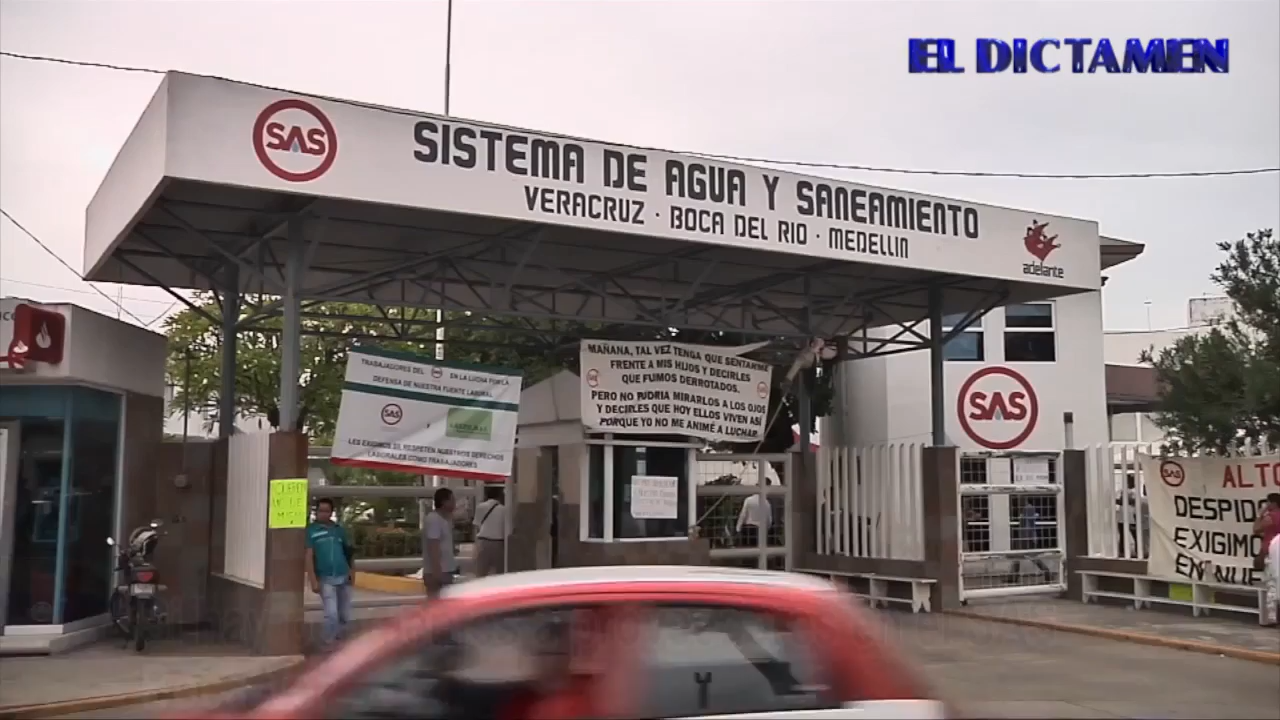 EL DICTAMEN
SAS
SISTEMA DE AGUA Y SANEAMIENTO
VERACRUZ · BOCA DEL RIO · MEDELLIN
adelante
TRABAJADORES DEL SAS EN LA LUCHA POR LA
DEFENSA DE NUESTRA FUENTE LABORAL
SAS
LES EXIGIMOS SE RESPETEN NUESTROS DERECHOS
LABORALES COMO TRABAJADORES
MAÑANA, TAL VEZ TENGA QUE SENTARME
FRENTE A MIS HIJOS Y DECIRLES
QUE FUIMOS DERROTADOS.
PERO NO PODRIA MIRARLOS A LOS OJOS
Y DECIRLES QUE HOY ELLOS VIVEN ASÍ
PORQUE YO NO ME ANIMÉ A LUCHAR.
SAS
SAS
ALTO
DESPID
EXIGIMO
EN NUE